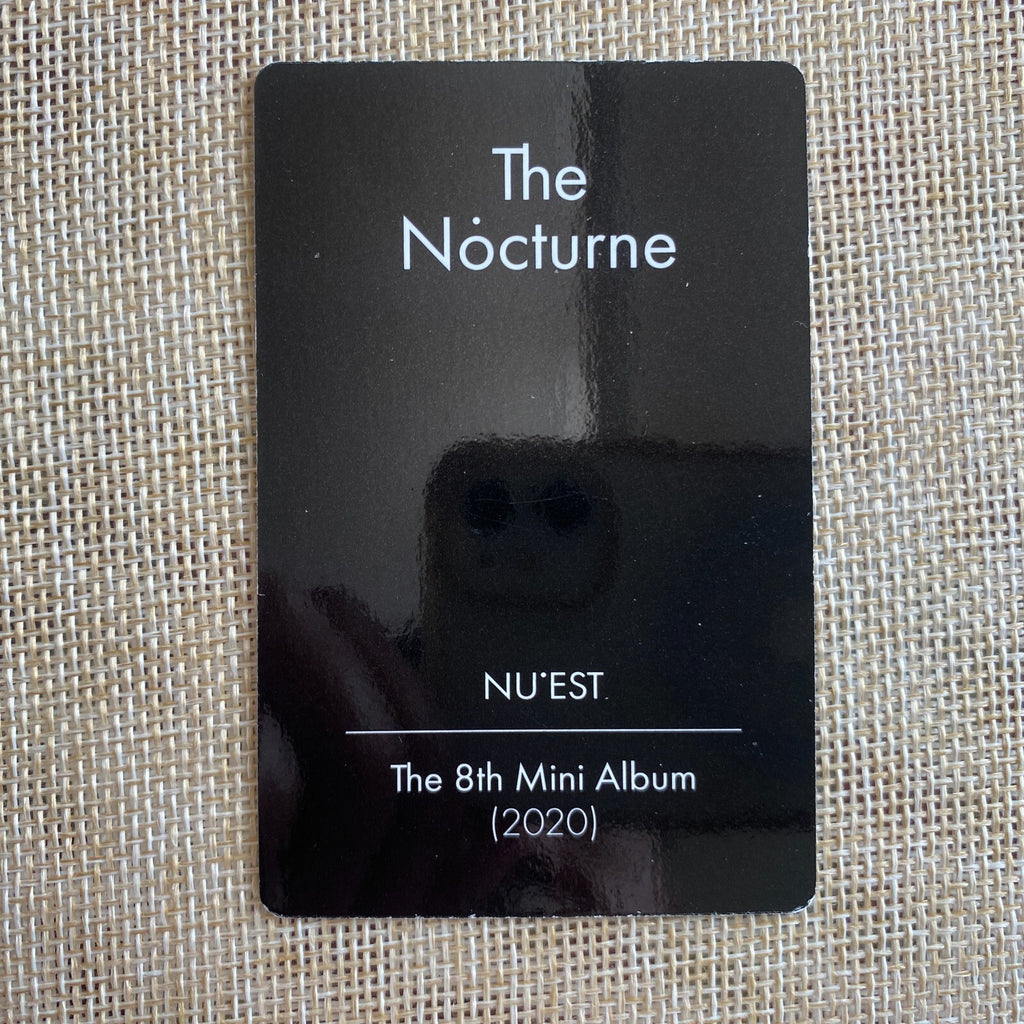 The
Nocturne
NU'EST
The 8th Mini Album
(2020)